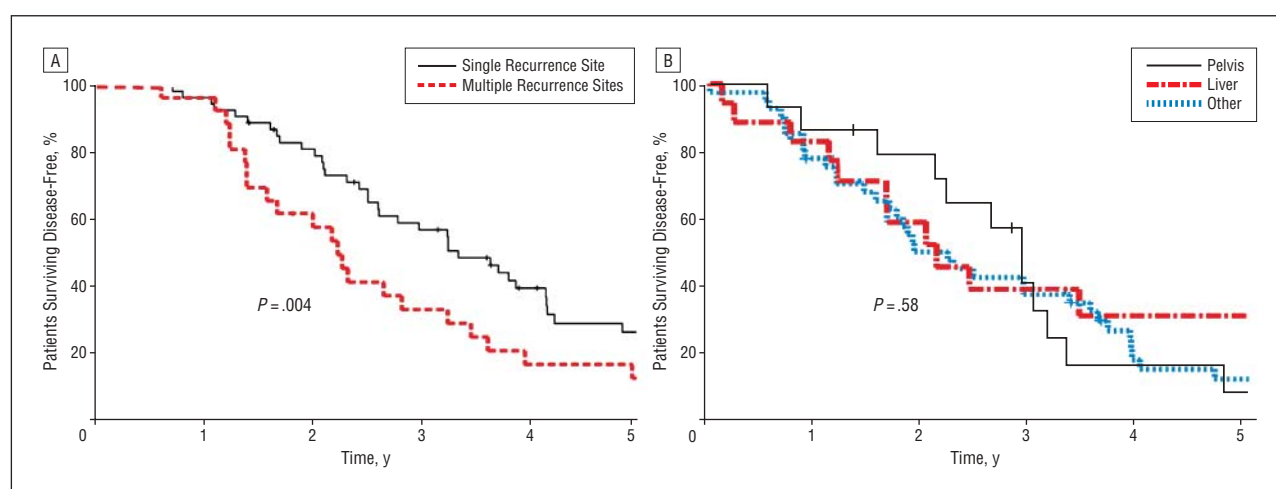 A
Single Recurrence Site
Multiple Recurrence Sites
Patients Surviving Disease-Free, %
100
80
60
40
20
P = .004
0
1
2
3
4
5
Time, y
B
Pelvis
Liver
Other
Patients Surviving Disease-Free, %
100
80
60
40
20
P = .58
0
1
2
3
4
5
Time, y